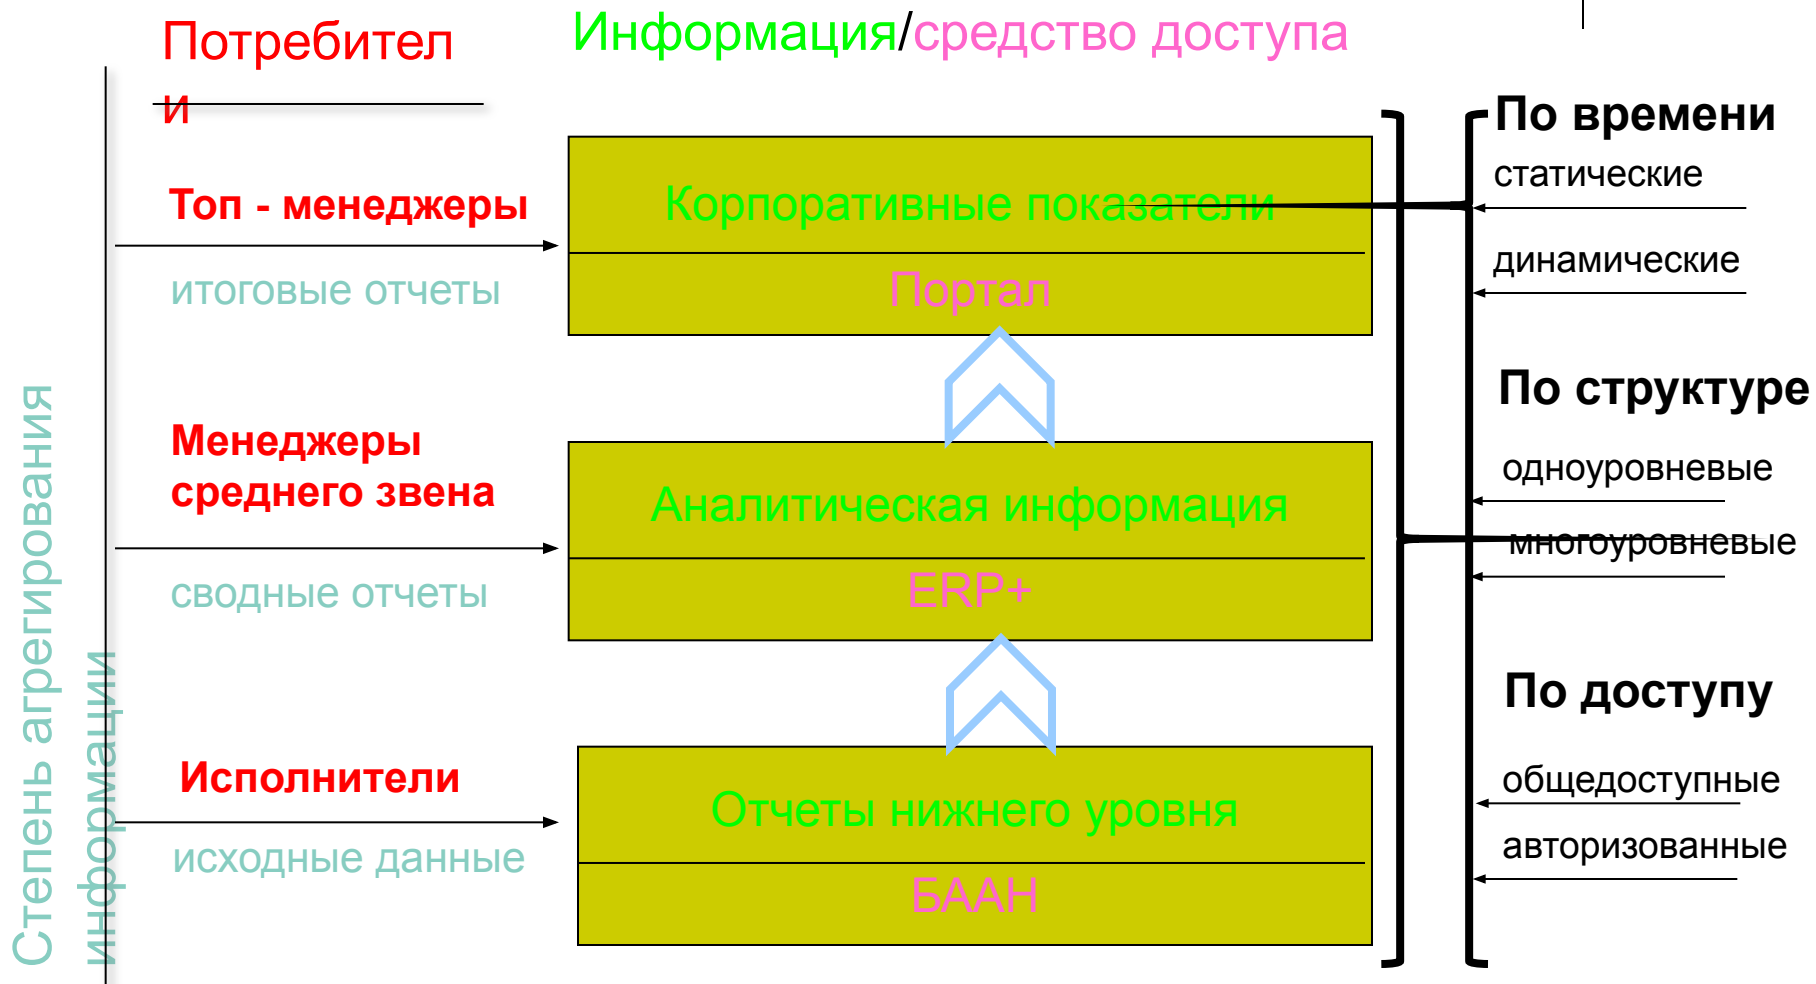 Потребител
и
Информация/средство доступа
Степень агрегирования
информации
Топ - менеджеры
итоговые отчеты
Корпоративные показатели
Портал
Менеджеры
среднего звена
сводные отчеты
Аналитическая информация
ERP+
Исполнители
исходные данные
Отчеты нижнего уровня
БААН
По времени
статические
динамические
По структуре
одноуровневые
многоуровневые
По доступу
общедоступные
авторизованные